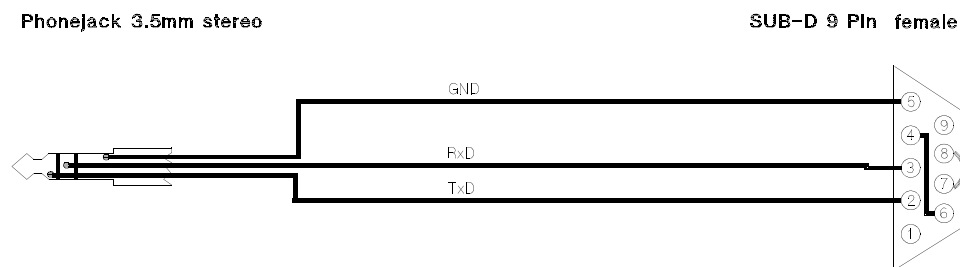 Phonejack 3.5mm stereo
SUB-D 9 Pin female
GND
5
9
4
RxD
8
3
7
TxD
2
6
1